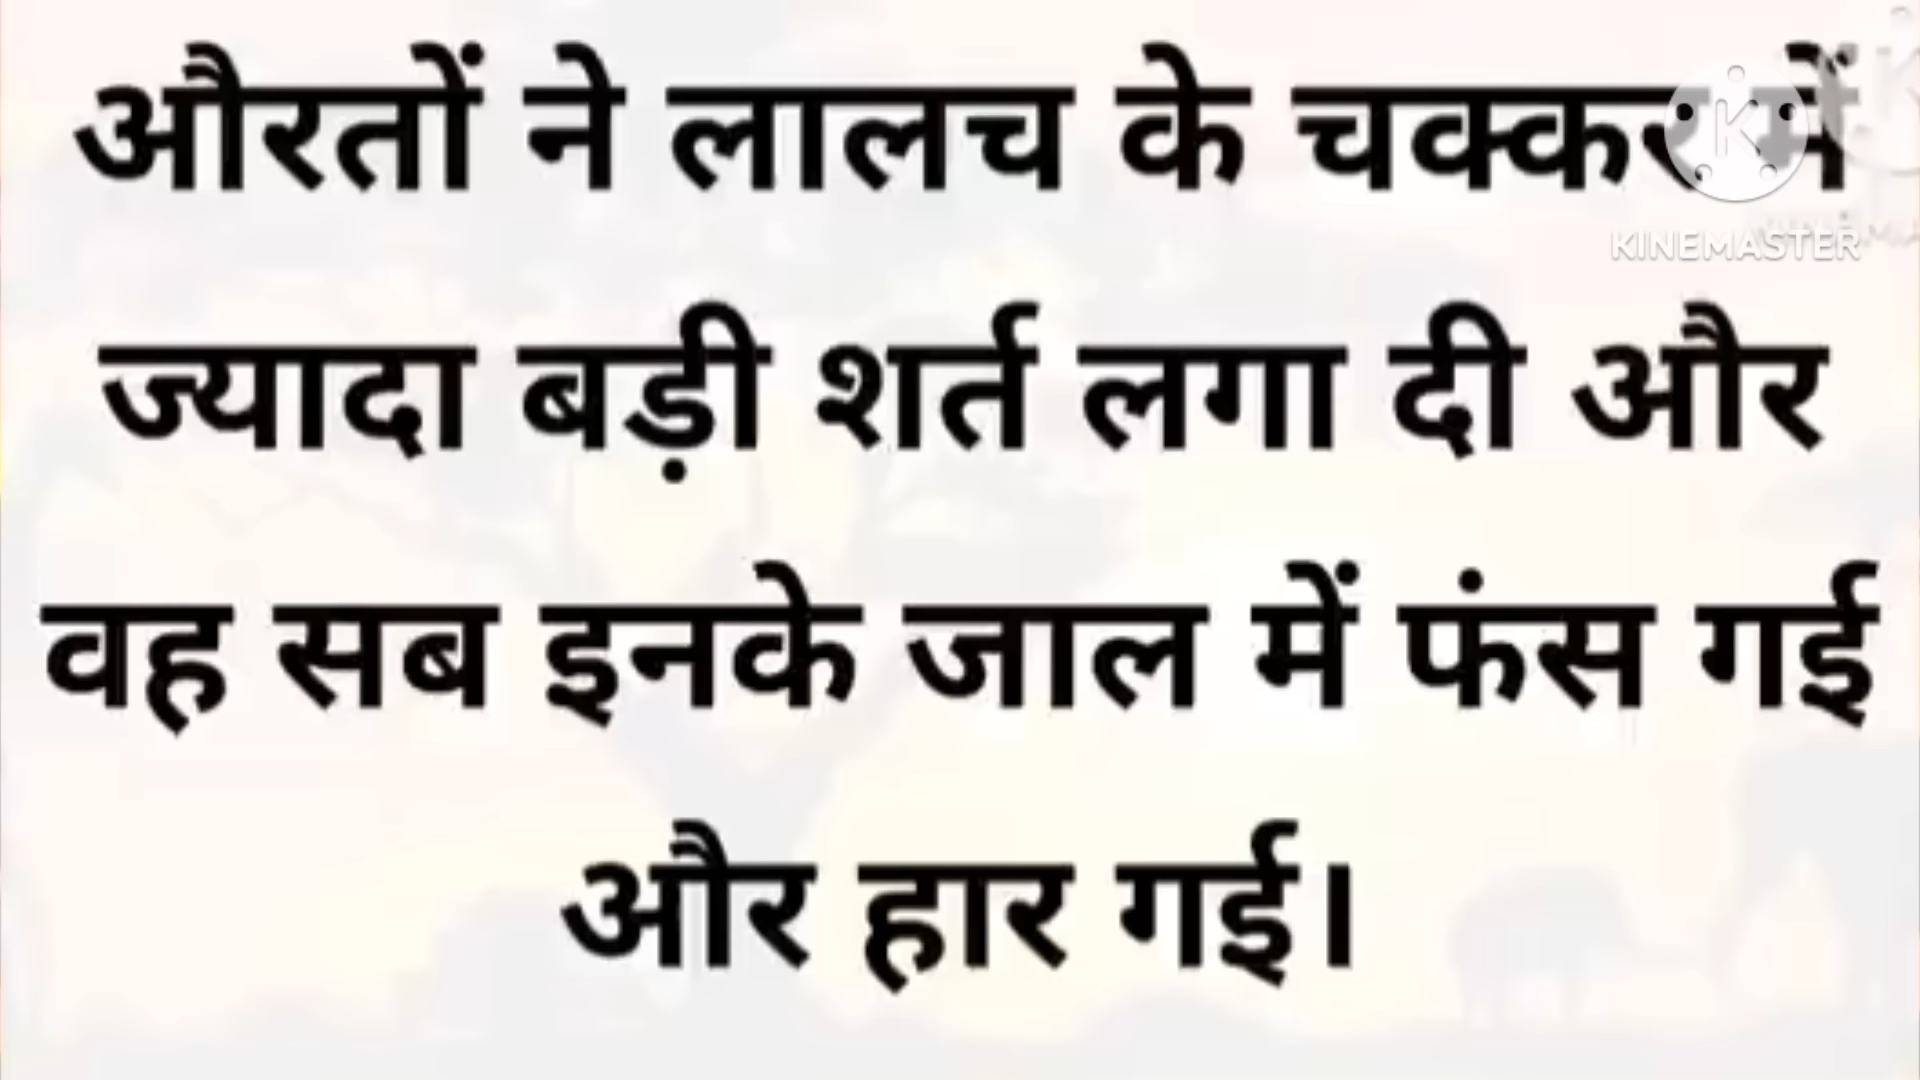 औरतों ने लालच के चक्कर में
KINEMASTER
ज्यादा बड़ी शर्त लगा दी और
वह सब इनके जाल में फंस गई
और हार गई।